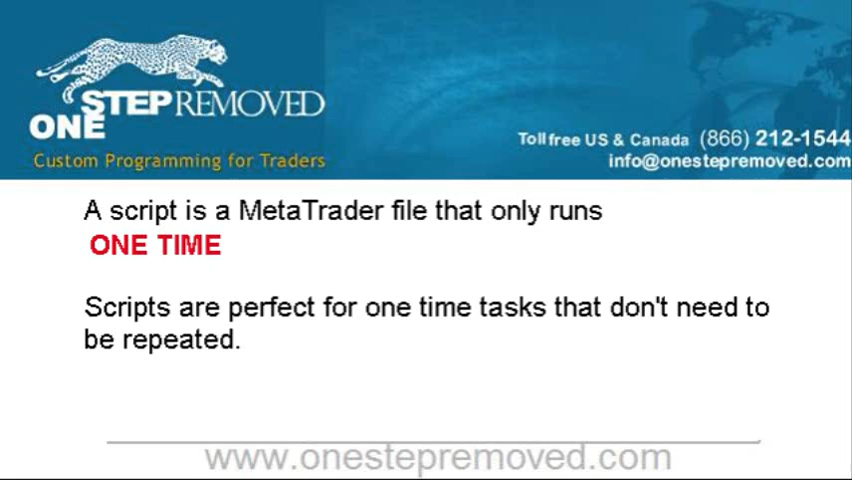 ONE STEP REMOVED
Custom Programming for Traders
Toll free US & Canada (866) 212-1544
info@onestepremoved.com
A script is a MetaTrader file that only runs
ONE TIME
Scripts are perfect for one time tasks that don't need to
be repeated.
www.onestepremoved.com